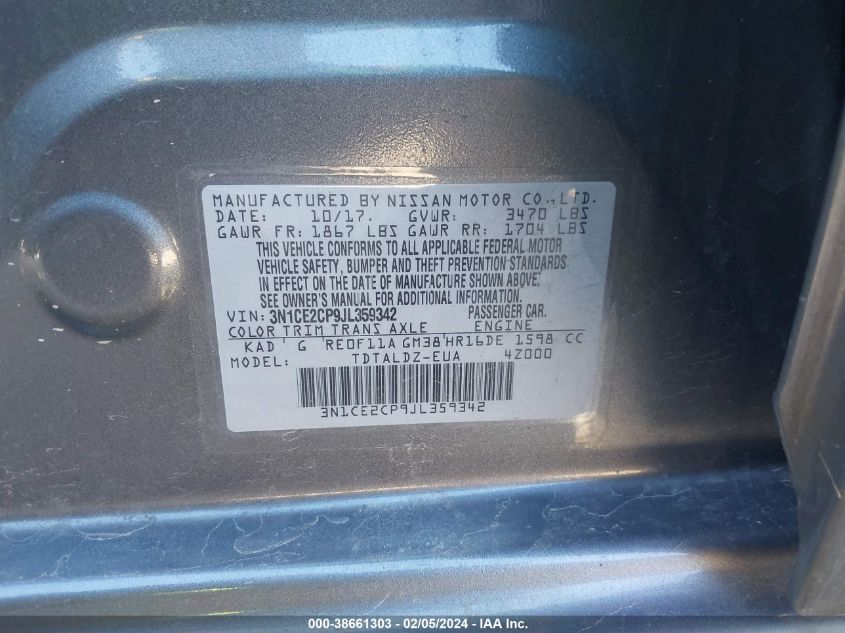 MANUFACTURED BY NISSAN MOTOR CO.,LTD.
DATE: 10/17. GVWR: 3470 LBS
GAWR FR: 1867 LBS GAWR RR: 1704 LBS
THIS VEHICLE CONFORMS TO ALL APPLICABLE FEDERAL MOTOR
VEHICLE SAFETY, BUMPER AND THEFT PREVENTION STANDARDS
IN EFFECT ON THE DATE OF MANUFACTURE SHOWN ABOVE.
SEE OWNER'S MANUAL FOR ADDITIONAL INFORMATION.
VIN: 3N1CE2CP9JL359342 PASSENGER CAR.
COLOR TRIM TRANS AXLE ENGINE
KAD ' G RE0F11A GM38'HR16DE 1598 CC
MODEL: TDTALDZ-EUA 4Z000
3N1CE2CP9JL359342
000-38661303 - 02/05/2024 - IAA Inc.